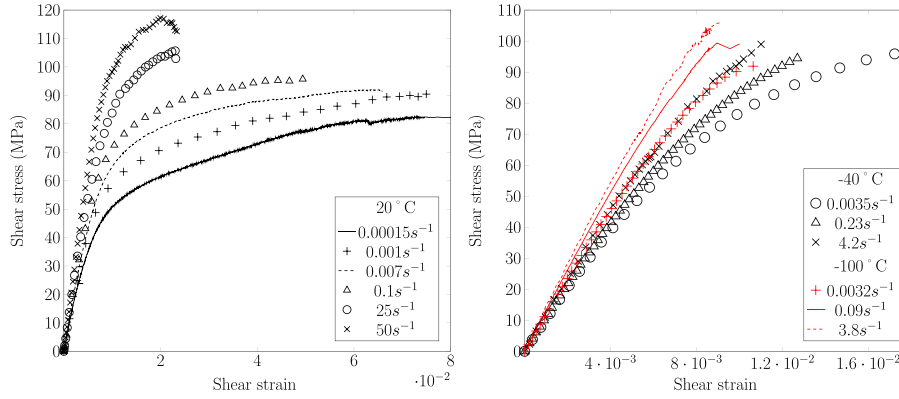 120
110
100
90
80
70
60
50
40
30
20
10
0
Shear stress (MPa)
0 2 4 6 8
·10⁻²
Shear strain
20°C
0.00015s⁻¹
0.001s⁻¹
0.007s⁻¹
0.1s⁻¹
25s⁻¹
50s⁻¹
110
100
90
80
70
60
50
40
30
20
10
0
Shear stress (MPa)
4·10⁻³ 8·10⁻³ 1.2·10⁻² 1.6·10⁻²
Shear strain
-40°C
0.0035s⁻¹
0.23s⁻¹
4.2s⁻¹
-100°C
0.0032s⁻¹
0.09s⁻¹
3.8s⁻¹